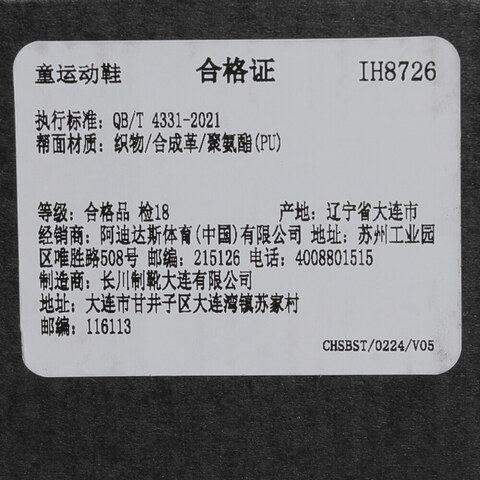 童运动鞋 合格证 IH8726
执行标准: QB/T 4331-2021
帮面材质: 织物/合成革/聚氨酯(PU)
等级: 合格品 检18 产地: 辽宁省大连市
经销商: 阿迪达斯体育(中国)有限公司 地址: 苏州工业园
区唯胜路508号 邮编: 215126 电话: 4008801515
制造商: 长川制靴大连有限公司
地址: 大连市甘井子区大连湾镇苏家村
邮编: 116113
CHSBST/0224/V05